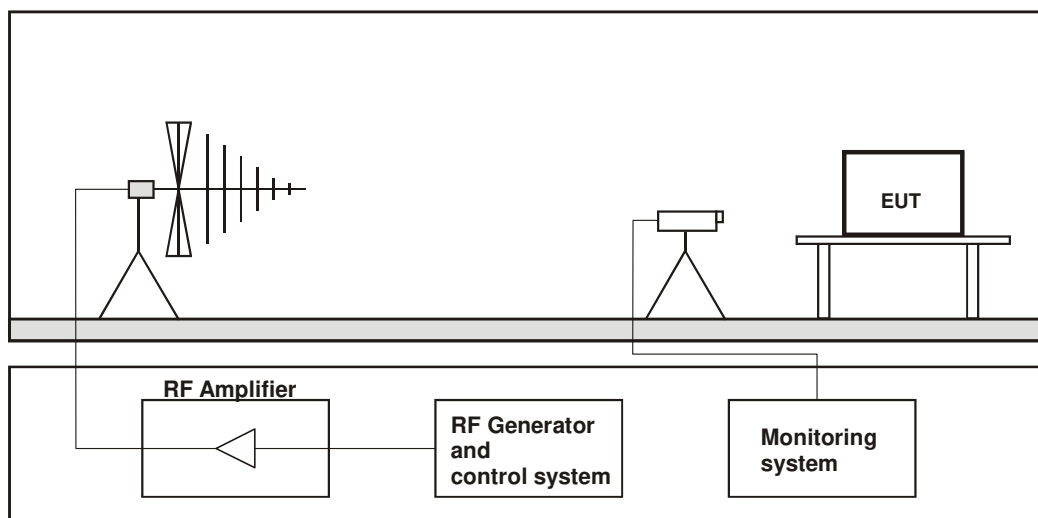 EUT
RF Amplifier
RF Generator
and
control system
Monitoring
system